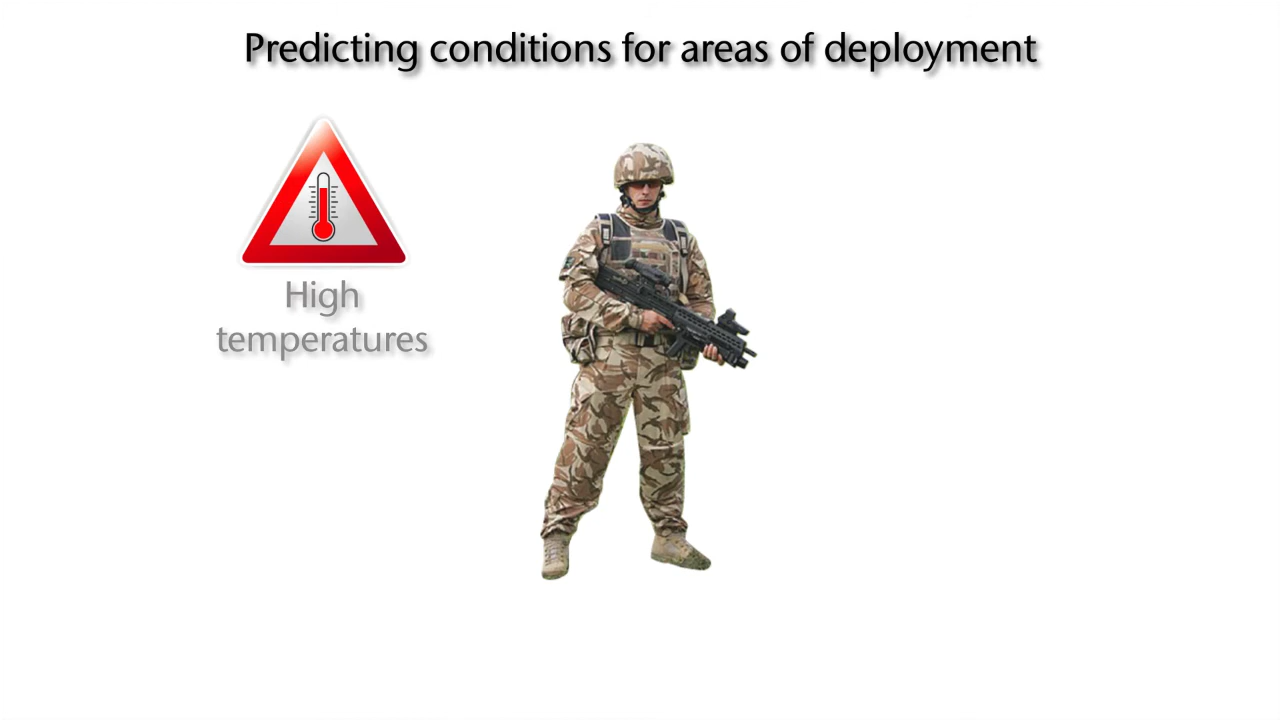 Predicting conditions for areas of deployment
High
temperatures